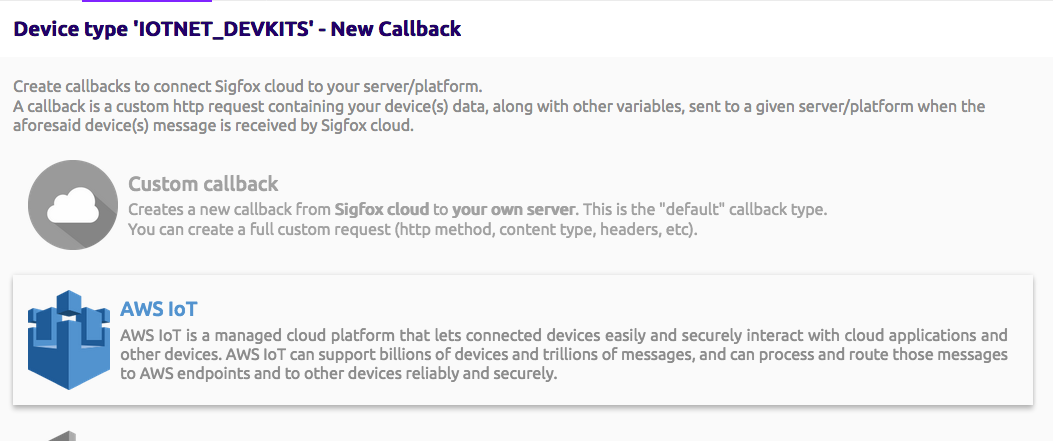 Device type 'IOTNET_DEVKITS' - New Callback
Create callbacks to connect Sigfox cloud to your server/platform.
A callback is a custom http request containing your device(s) data, along with other variables, sent to a given server/platform when the
aforesaid device(s) message is received by Sigfox cloud.
Custom callback
Creates a new callback from Sigfox cloud to your own server. This is the "default" callback type.
You can create a full custom request (http method, content type, headers, etc).
AWS IoT
AWS IoT is a managed cloud platform that lets connected devices easily and securely interact with cloud applications and
other devices. AWS IoT can support billions of devices and trillions of messages, and can process and route those messages
to AWS endpoints and to other devices reliably and securely.